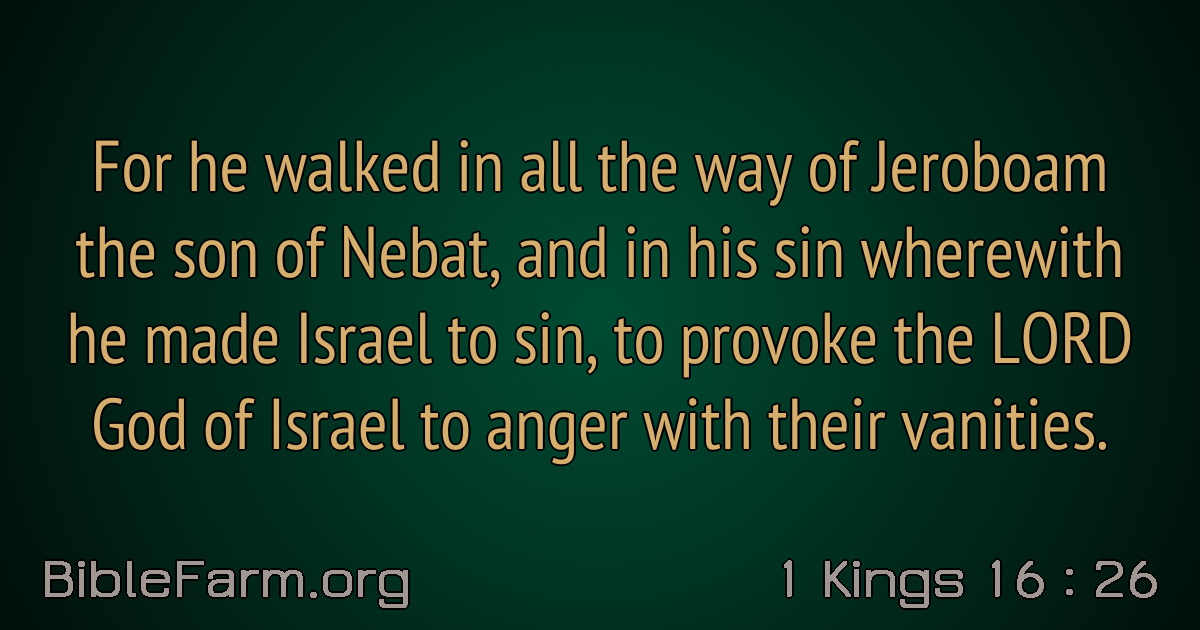 For he walked in all the way of Jeroboam
the son of Nebat, and in his sin wherewith
he made Israel to sin, to provoke the LORD
God of Israel to anger with their vanities.
BibleFarm.org
1 Kings 16 : 26